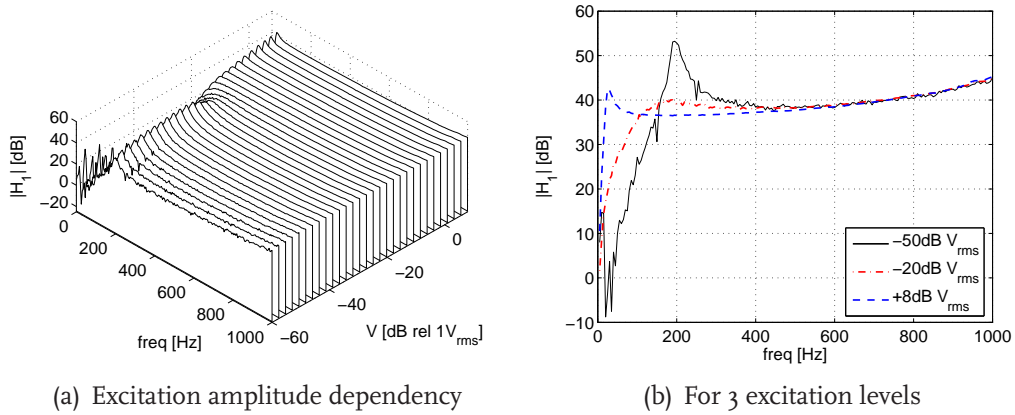 60
40
20
0
−20
|H1| [dB]
0
200
400
600
800
1000
freq [Hz]
−60
−40
−20
0
V [dB rel 1Vrms]
(a) Excitation amplitude dependency
60
50
40
30
20
10
0
−10
|H1| [dB]
0
200
400
600
800
1000
freq [Hz]
−50dB Vrms
−20dB Vrms
+8dB Vrms
(b) For 3 excitation levels